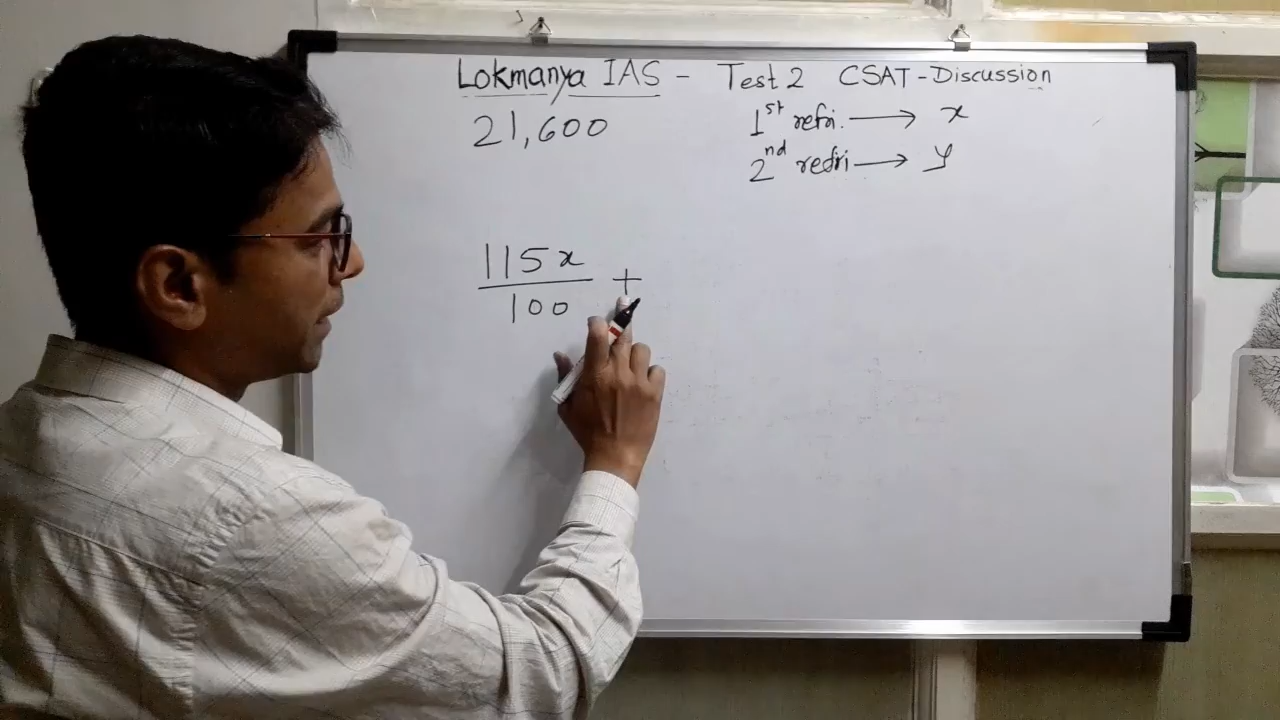 Lokmanya IAS - Test 2 CSAT - Discussion
21,600
1st refri. → x
2nd refri → y
115x
100
+